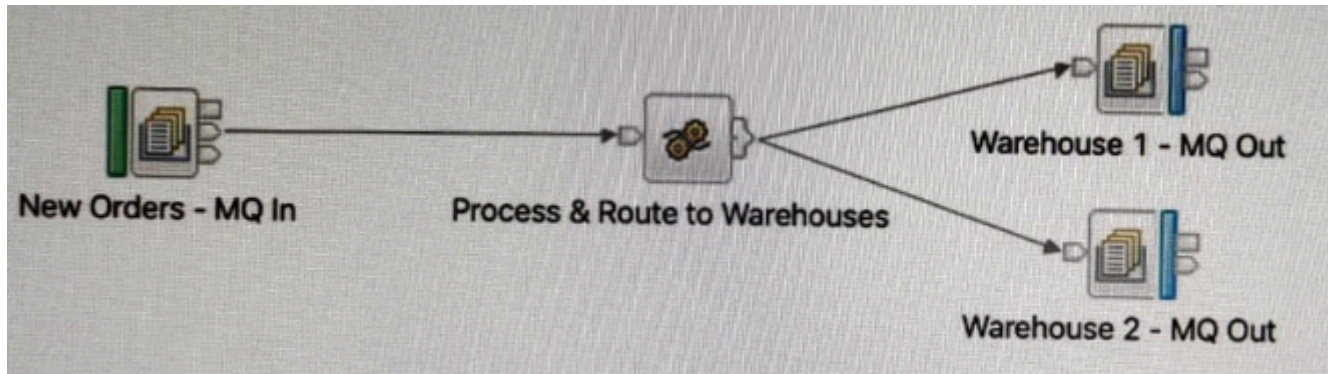 New Orders - MQ In
Process & Route to Warehouses
Warehouse 1 - MQ Out
Warehouse 2 - MQ Out